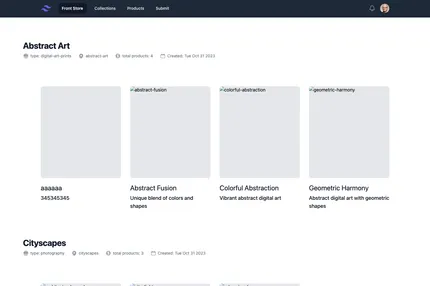 Front Store Collections Products Submit
Abstract Art
type: digital-art-prints abstract-art total products: 4 Created: Tue Oct 31 2023
abstract-fusion colorful-abstraction geometric-harmony
aaaaaa Abstract Fusion Colorful Abstraction Geometric Harmony
345345345 Unique blend of colors and Vibrant abstract digital art Abstract digital art with geometric
shapes shapes
Cityscapes
type: photography cityscapes total products: 3 Created: Tue Oct 31 2023